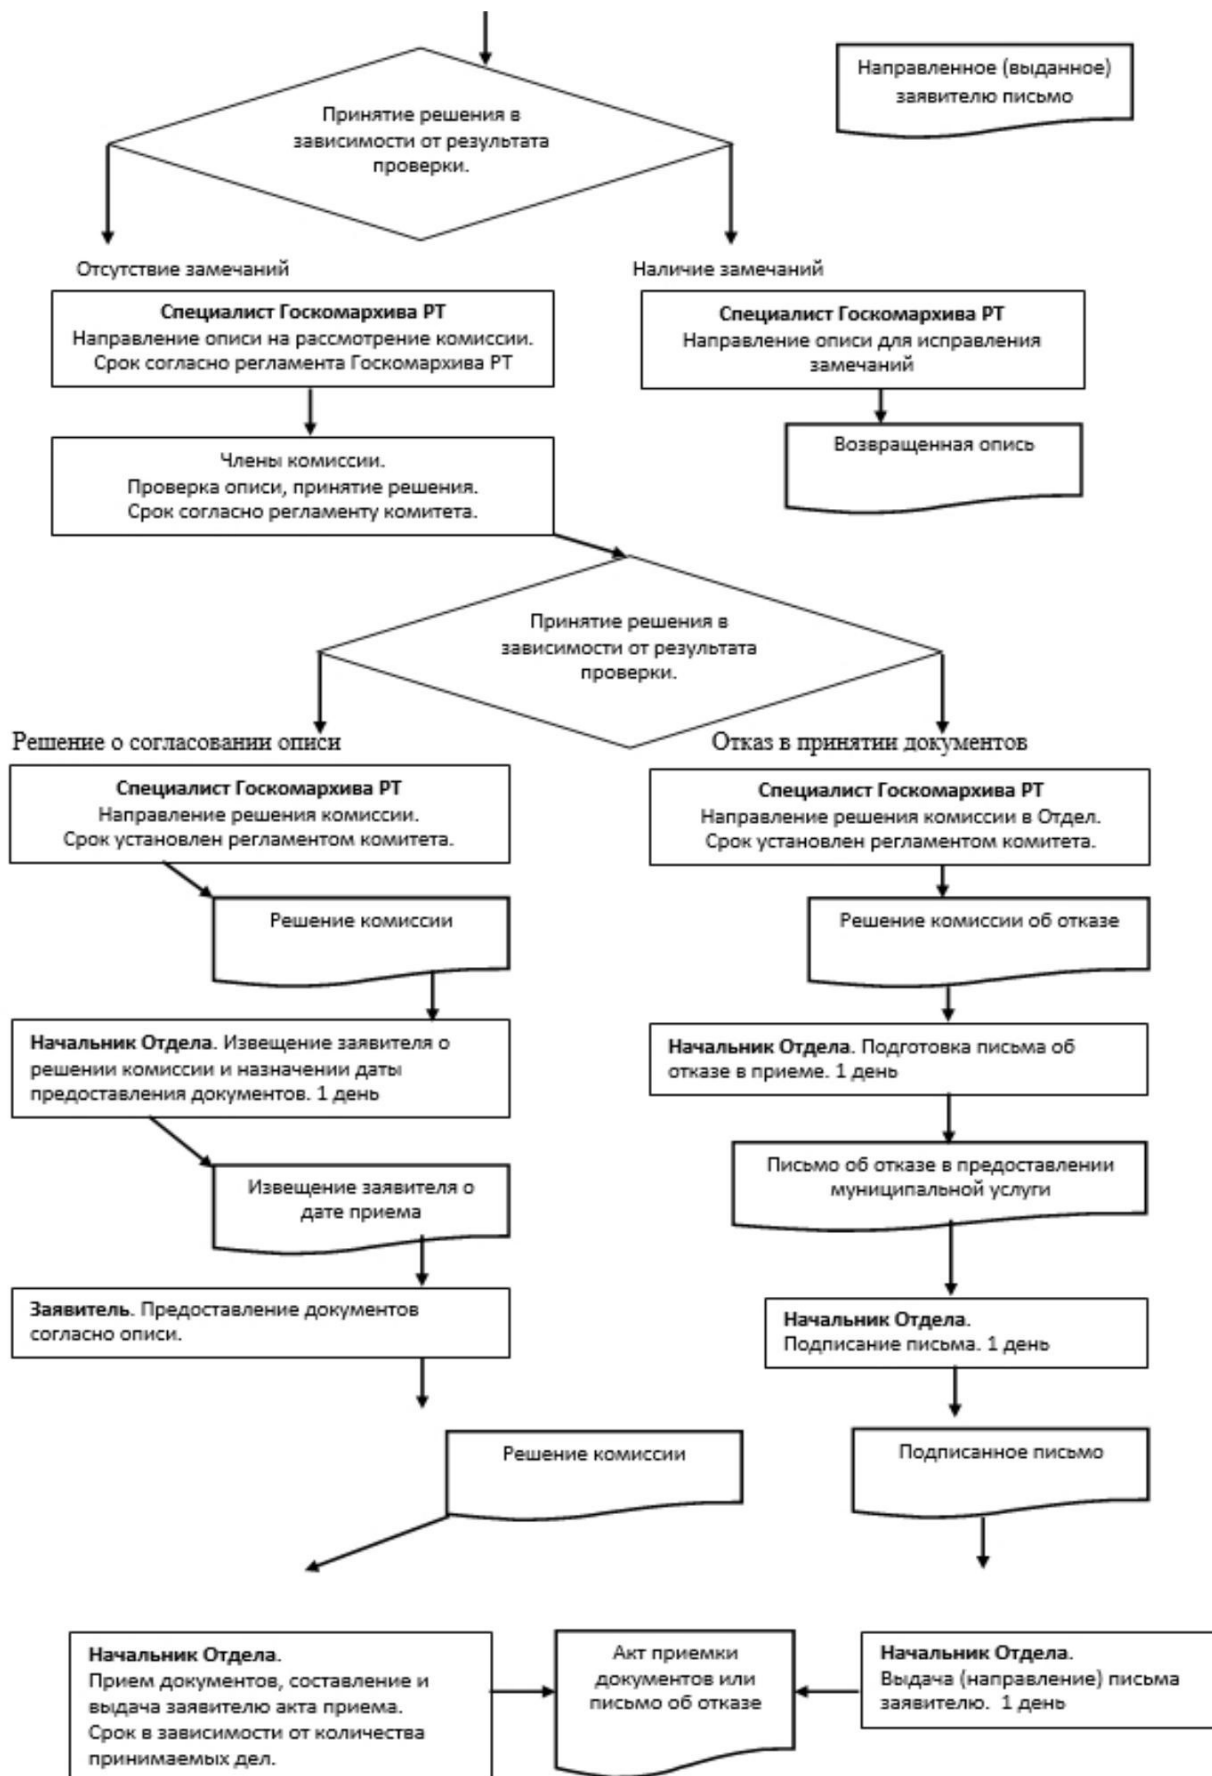 Принятие решения в
зависимости от результата
проверки.
Направленное (выданное)
заявителю письмо
Отсутствие замечаний
Наличие замечаний
Специалист Госкомархива РТ
Направление описи на рассмотрение комиссии.
Срок согласно регламента Госкомархива РТ
Специалист Госкомархива РТ
Направление описи для исправления
замечаний
Члены комиссии.
Проверка описи, принятие решения.
Срок согласно регламенту комитета.
Возвращенная опись
Принятие решения в
зависимости от результата
проверки.
Решение о согласовании описи
Отказ в принятии документов
Специалист Госкомархива РТ
Направление решения комиссии.
Срок установлен регламентом комитета.
Специалист Госкомархива РТ
Направление решения комиссии в Отдел.
Срок установлен регламентом комитета.
Решение комиссии
Решение комиссии об отказе
Начальник Отдела. Извещение заявителя о
решении комиссии и назначении даты
предоставления документов. 1 день
Начальник Отдела. Подготовка письма об
отказе в приеме. 1 день
Извещение заявителя о
дате приема
Письмо об отказе в предоставлении
муниципальной услуги
Заявитель. Предоставление документов
согласно описи.
Начальник Отдела.
Подписание письма. 1 день
Решение комиссии
Подписанное письмо
Начальник Отдела.
Прием документов, составление и
выдача заявителю акта приема.
Срок в зависимости от количества
принимаемых дел.
Акт приемки
документов или
письмо об отказе
Начальник Отдела.
Выдача (направление) письма
заявителю. 1 день